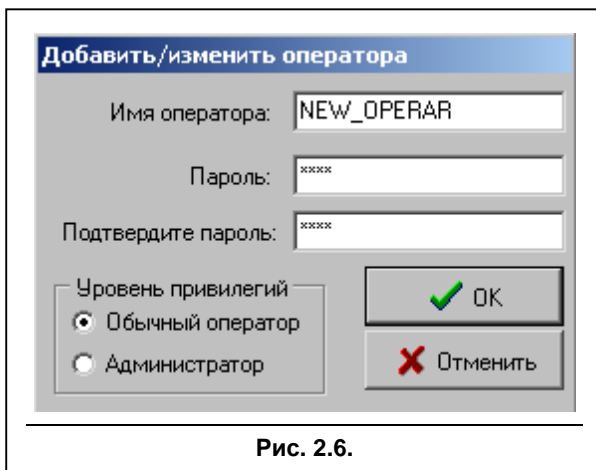 Добавить/изменить оператора
Имя оператора: NEW_OPERAR
Пароль: ****
Подтвердите пароль: ****
Уровень привилегий
Обычный оператор
Администратор
OK
Отменить
Рис. 2.6.